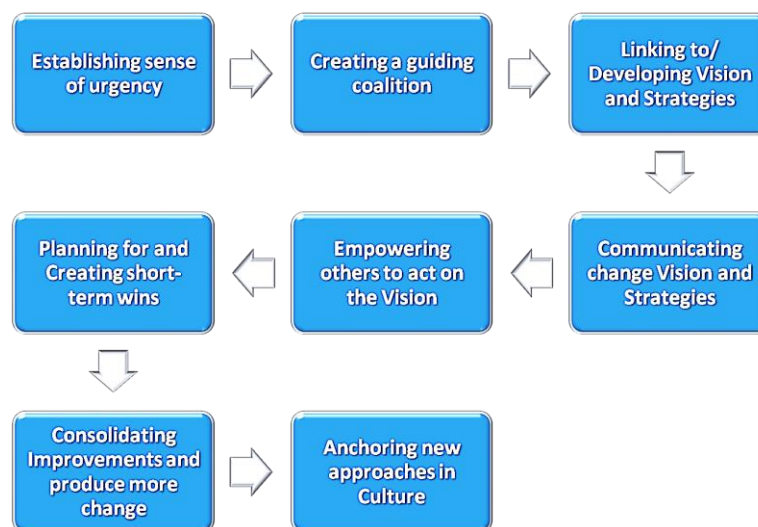 Establishing sense
of urgency
Creating a guiding
coalition
Linking to/
Developing Vision
and Strategies
Communicating
change Vision and
Strategies
Empowering
others to act on
the Vision
Planning for and
Creating short-
term wins
Consolidating
Improvements and
produce more
change
Anchoring new
approaches in
Culture